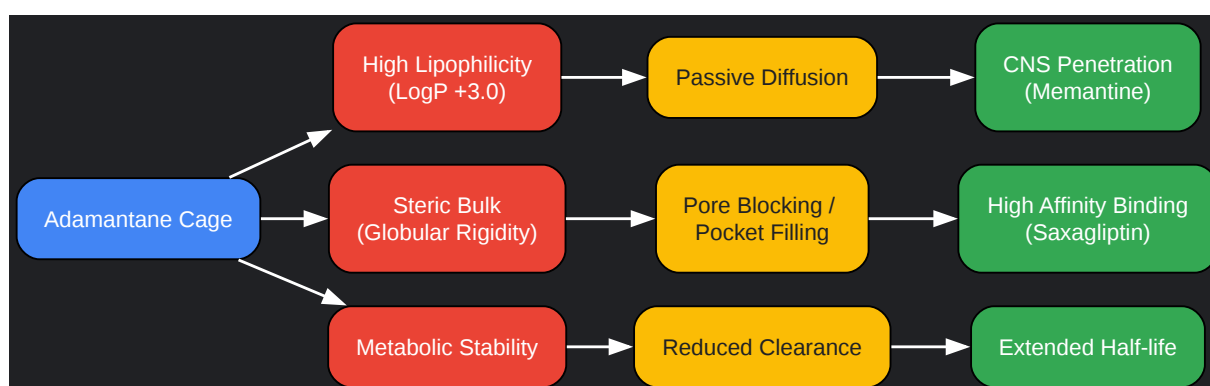 Adamantane Cage
High Lipophilicity
(LogP +3.0)
Passive Diffusion
CNS Penetration
(Memantine)
Steric Bulk
(Globular Rigidity)
Pore Blocking /
Pocket Filling
High Affinity Binding
(Saxagliptin)
Metabolic Stability
Reduced Clearance
Extended Half-life